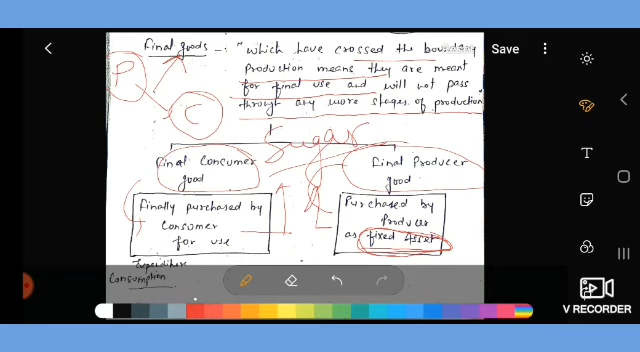 Save
Final goods :- "which have crossed the boundary
Production means they are meant
for final use and will not pass
through any more stages of production"
P
C
Sugar
Final Consumer
good
Final Producer
good
Finally purchased by
Consumer
for use
Purchased by
Producer
as fixed Asset
Expenditure
Consumption
T
V RECORDER